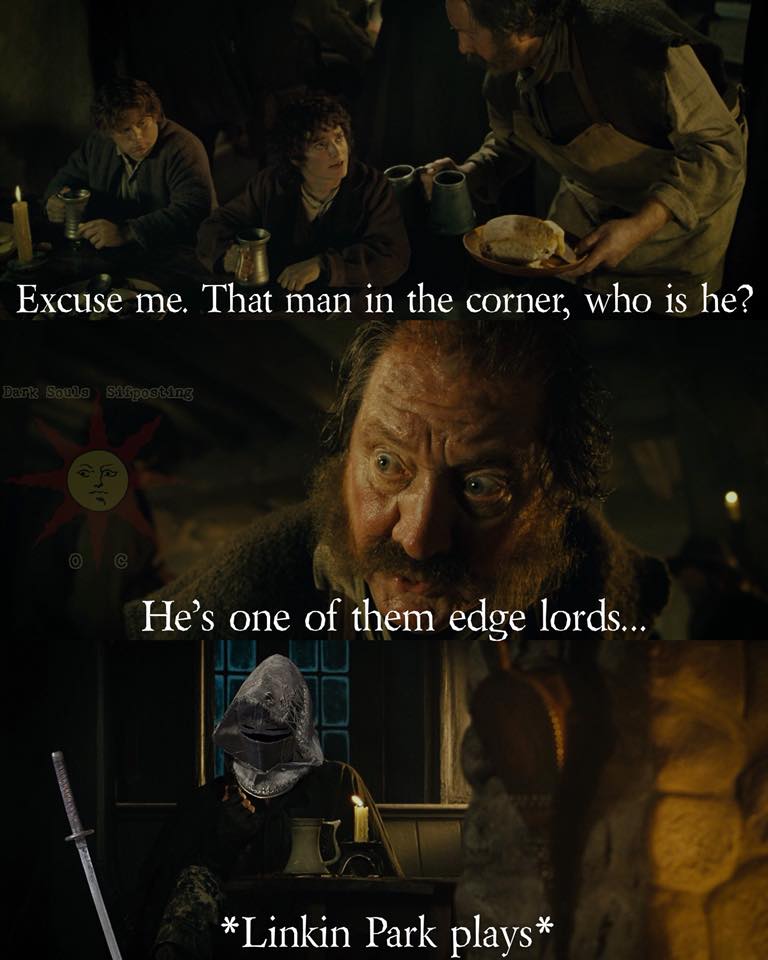 Excuse me. That man in the corner, who is he?
Dark Souls Sifposting
O C
He's one of them edge lords...
*Linkin Park plays*